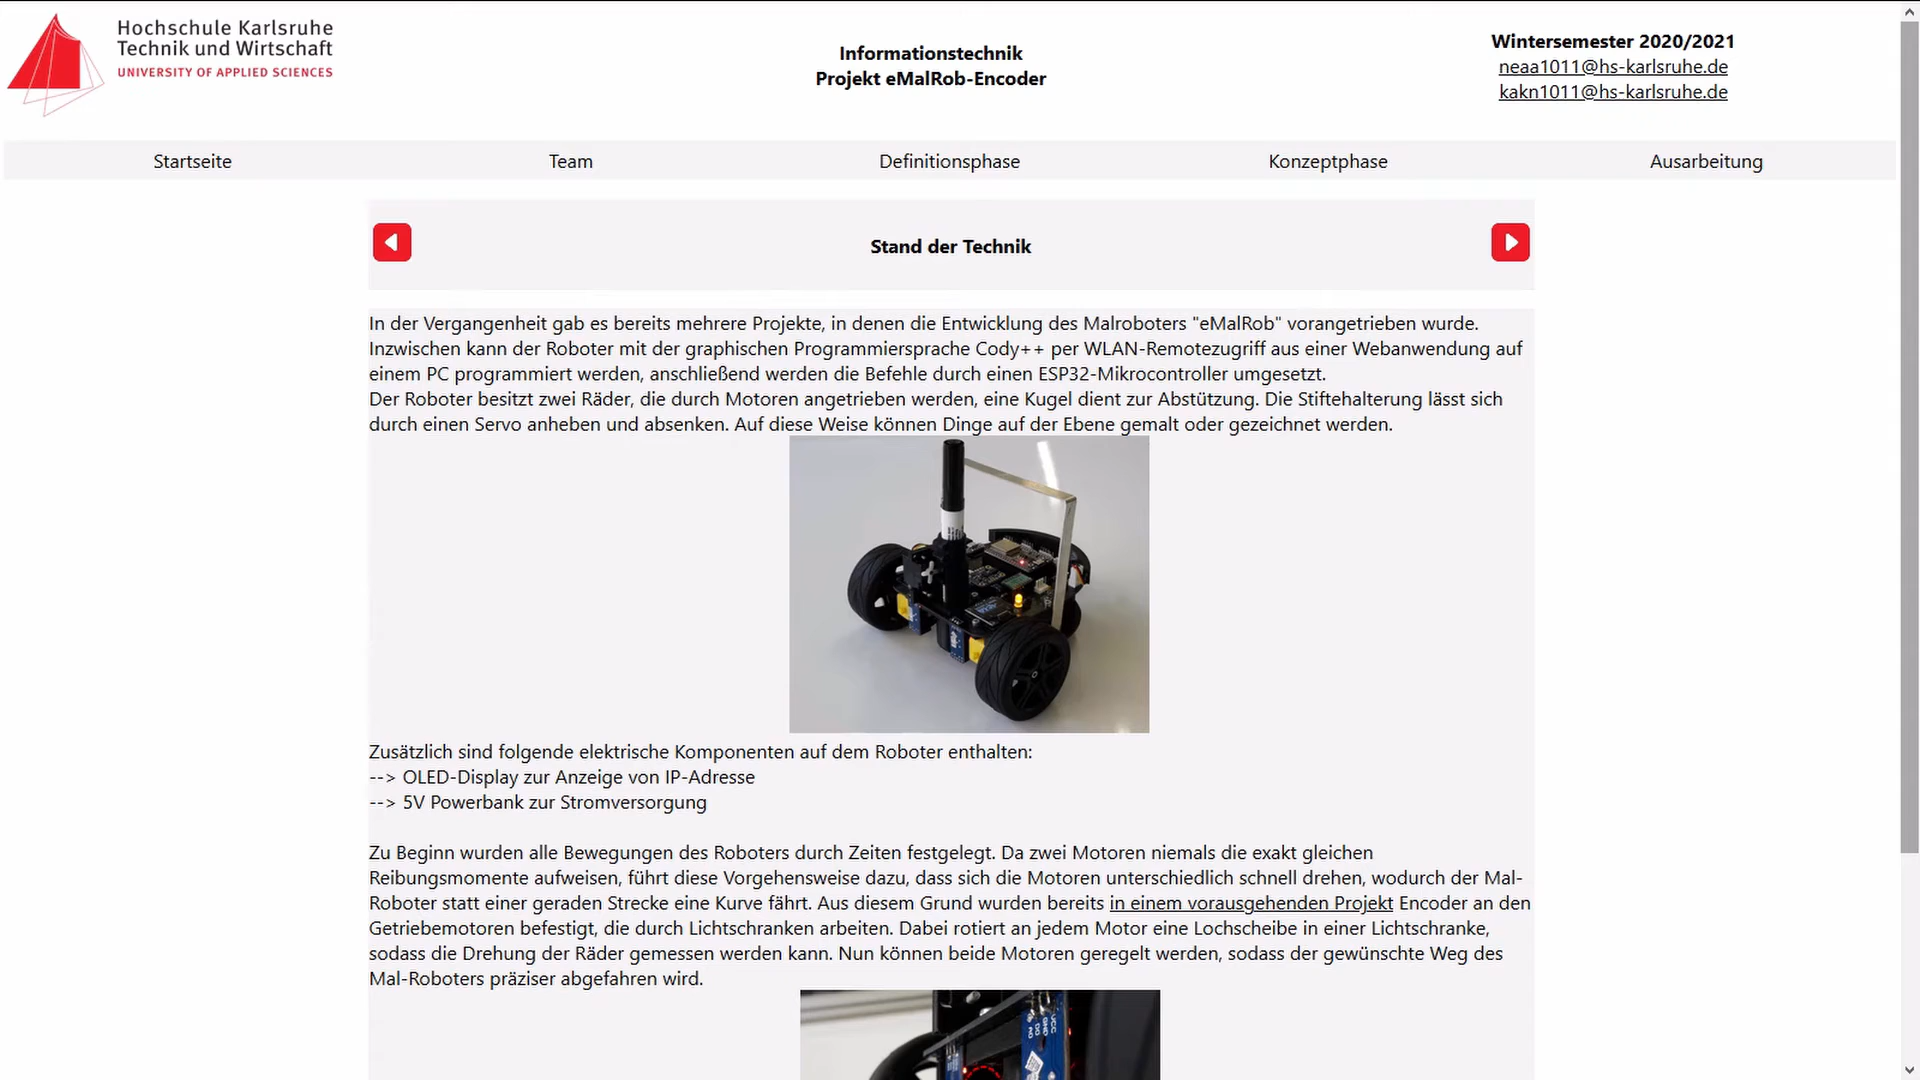 Hochschule Karlsruhe
Technik und Wirtschaft
UNIVERSITY OF APPLIED SCIENCES
Informationstechnik
Projekt eMalRob-Encoder
Wintersemester 2020/2021
neaa1011@hs-karlsruhe.de
kakn1011@hs-karlsruhe.de
Startseite Team Definitionsphase Konzeptphase Ausarbeitung
Stand der Technik
In der Vergangenheit gab es bereits mehrere Projekte, in denen die Entwicklung des Malroboters "eMalRob" vorangetrieben wurde.
Inzwischen kann der Roboter mit der graphischen Programmiersprache Cody++ per WLAN-Remotezugriff aus einer Webanwendung auf
einem PC programmiert werden, anschließend werden die Befehle durch einen ESP32-Mikrocontroller umgesetzt.
Der Roboter besitzt zwei Räder, die durch Motoren angetrieben werden, eine Kugel dient zur Abstützung. Die Stiftehalterung lässt sich
durch einen Servo anheben und absenken. Auf diese Weise können Dinge auf der Ebene gemalt oder gezeichnet werden.
Zusätzlich sind folgende elektrische Komponenten auf dem Roboter enthalten:
--> OLED-Display zur Anzeige von IP-Adresse
--> 5V Powerbank zur Stromversorgung
Zu Beginn wurden alle Bewegungen des Roboters durch Zeiten festgelegt. Da zwei Motoren niemals die exakt gleichen
Reibungsmomente aufweisen, führt diese Vorgehensweise dazu, dass sich die Motoren unterschiedlich schnell drehen, wodurch der Mal-
Roboter statt einer geraden Strecke eine Kurve fährt. Aus diesem Grund wurden bereits in einem vorausgehenden Projekt Encoder an den
Getriebemotoren befestigt, die durch Lichtschranken arbeiten. Dabei rotiert an jedem Motor eine Lochscheibe in einer Lichtschranke,
sodass die Drehung der Räder gemessen werden kann. Nun können beide Motoren geregelt werden, sodass der gewünschte Weg des
Mal-Roboters präziser abgefahren wird.
VCC
GND
DO
AO